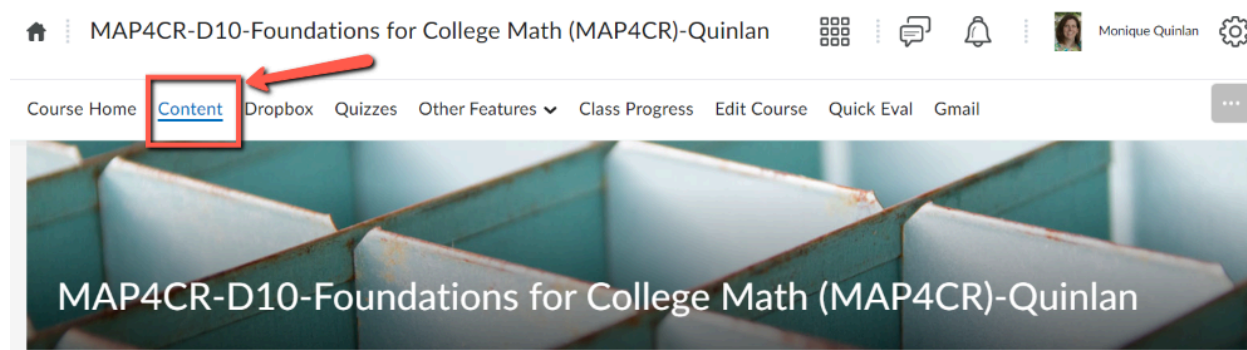 MAP4CR-D10-Foundations for College Math (MAP4CR)-Quinlan Monique Quinlan
Course Home Content Dropbox Quizzes Other Features Class Progress Edit Course Quick Eval Gmail
MAP4CR-D10-Foundations for College Math (MAP4CR)-Quinlan